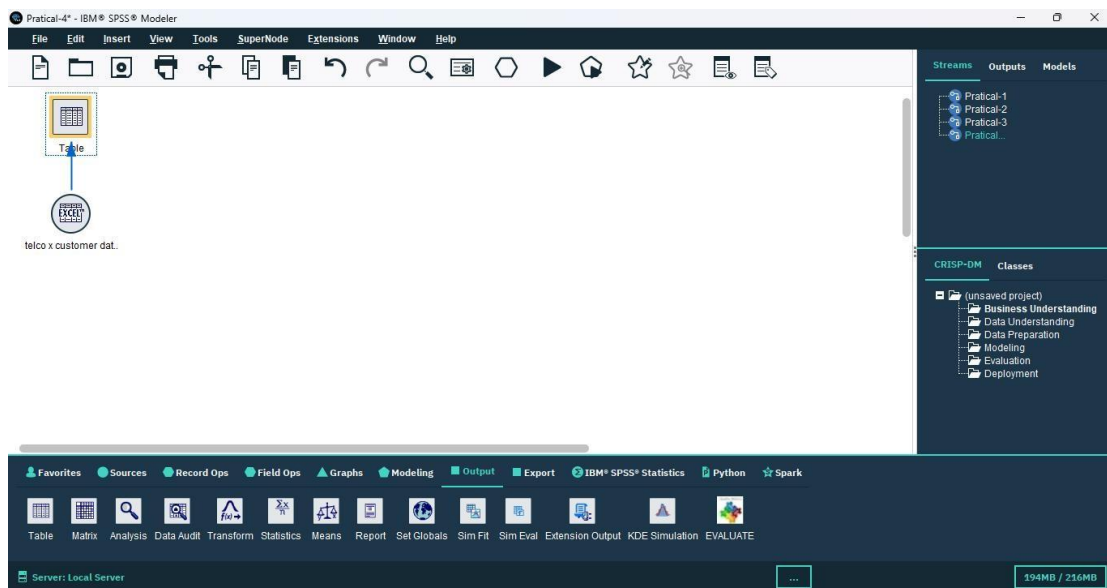 Pratical-4* - IBM® SPSS® Modeler
File Edit Insert View Tools SuperNode Extensions Window Help
Streams Outputs Models
Pratical-1
Pratical-2
Pratical-3
Pratical...
Table
EXCEL
telco x customer dat..
CRISP-DM Classes
(unsaved project)
Business Understanding
Data Understanding
Data Preparation
Modeling
Evaluation
Deployment
Favorites Sources Record Ops Field Ops Graphs Modeling Output Export IBM® SPSS® Statistics Python Spark
Table Matrix Analysis Data Audit Transform Statistics Means Report Set Globals Sim Fit Sim Eval Extension Output KDE Simulation EVALUATE
Server: Local Server ... 194MB / 216MB